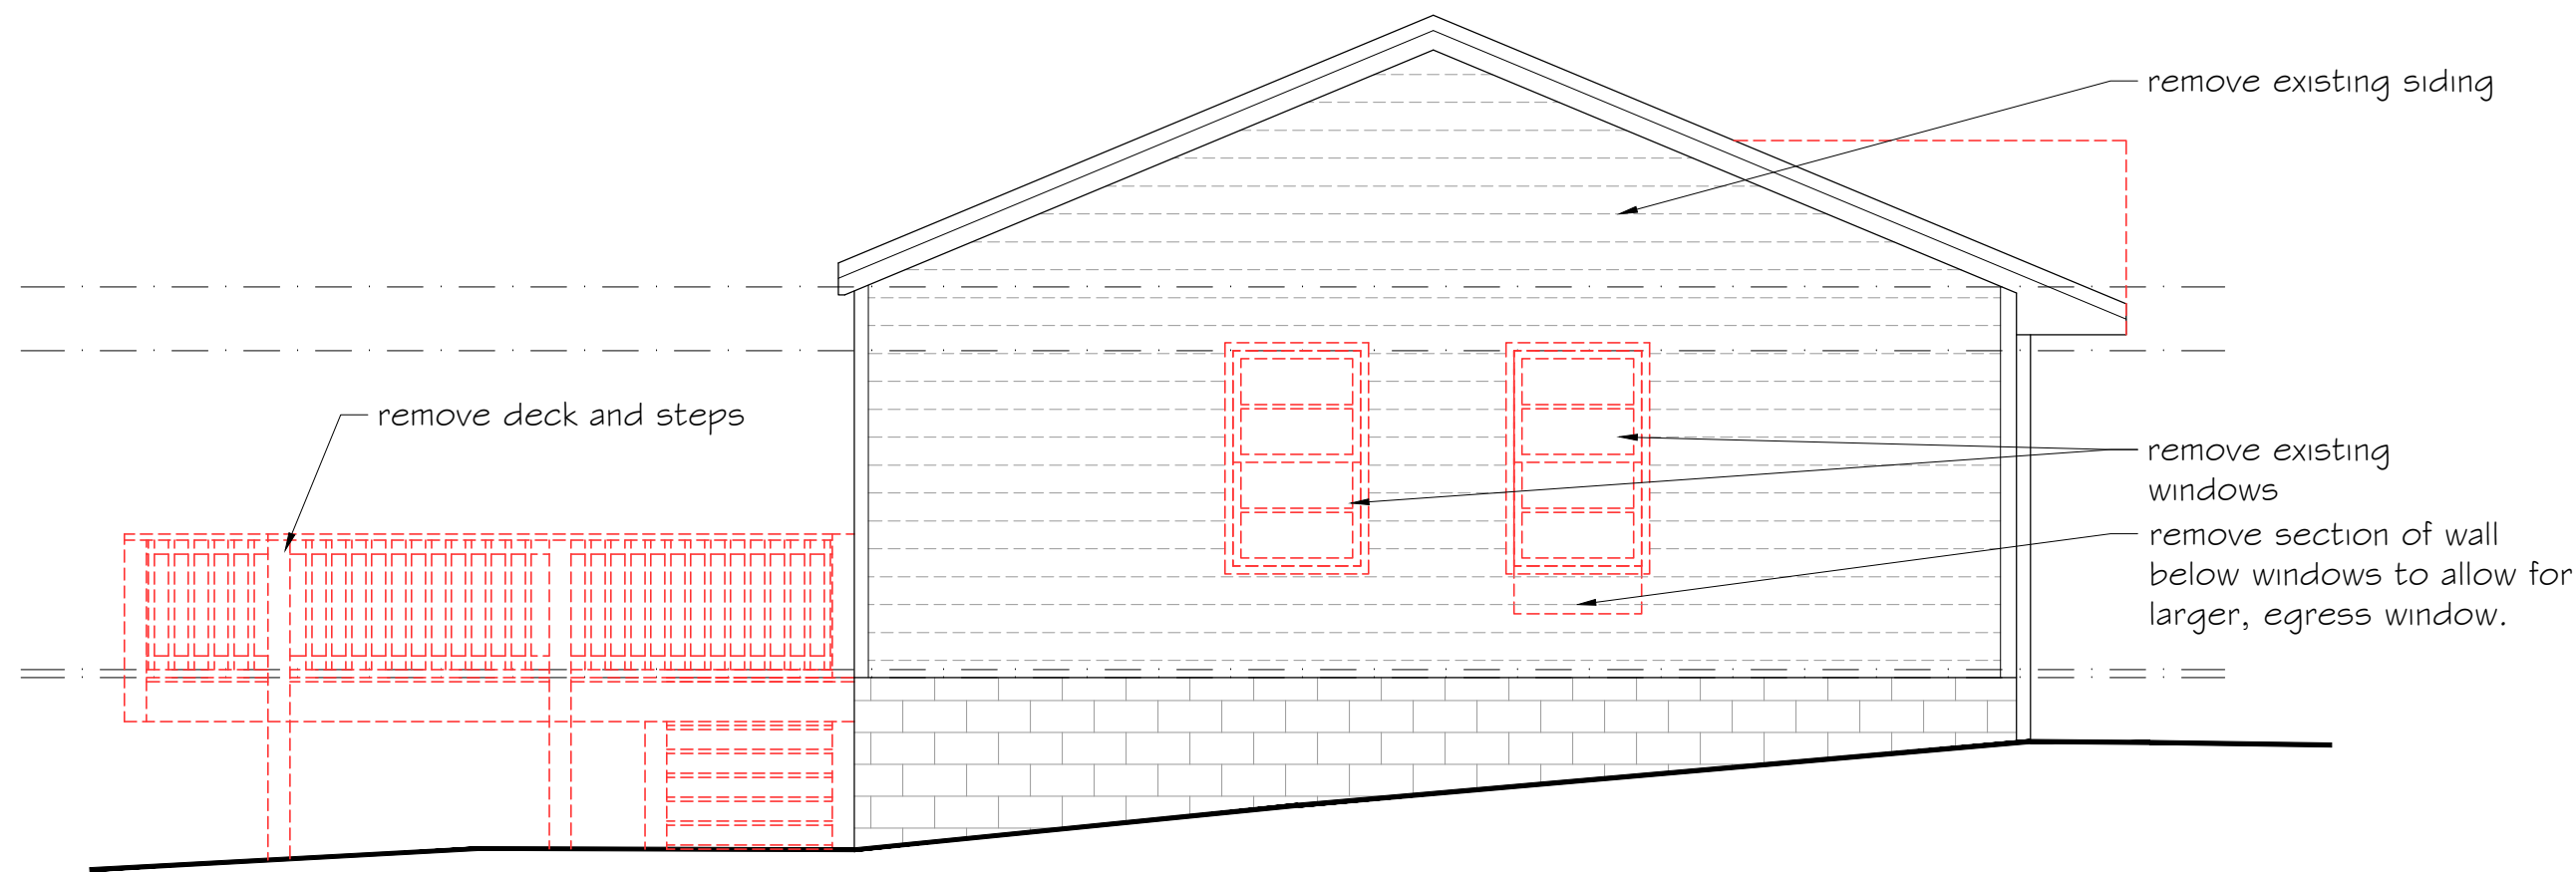 remove existing siding
remove deck and steps
remove existing
windows
remove section of wall
below windows to allow for
larger, egress window.